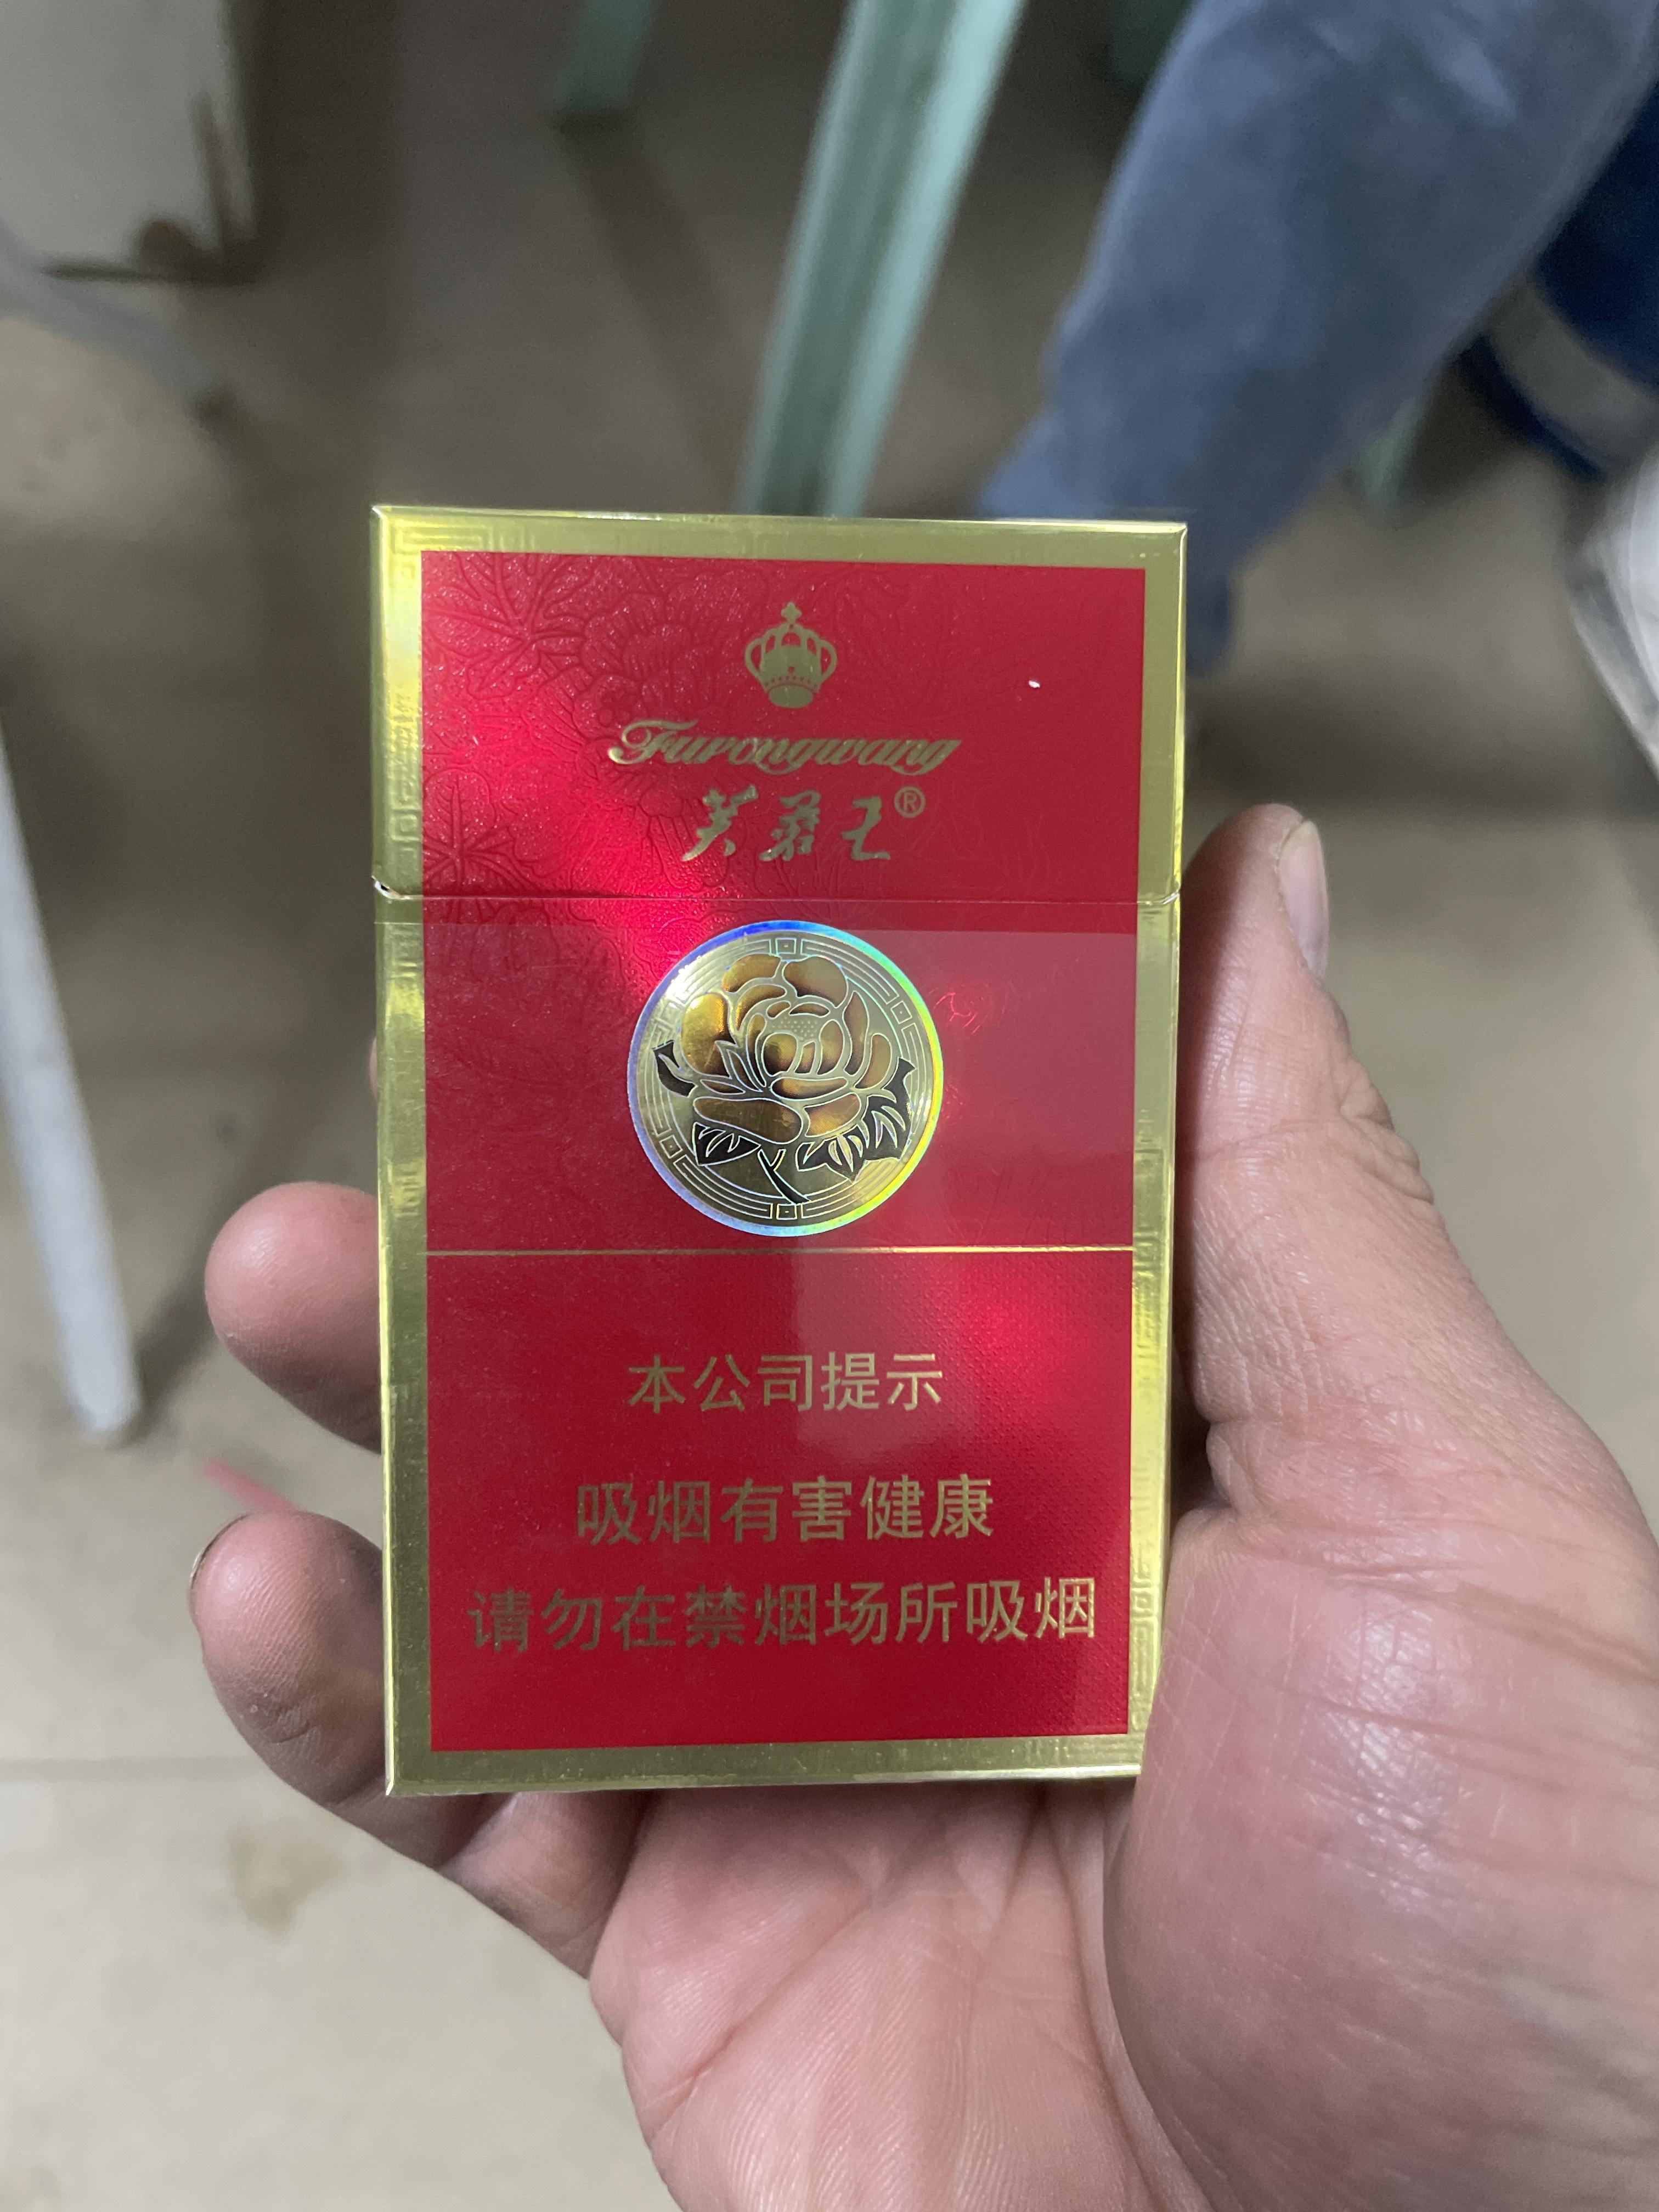 Furongwang
芙蓉王®
本公司提示
吸烟有害健康
请勿在禁烟场所吸烟